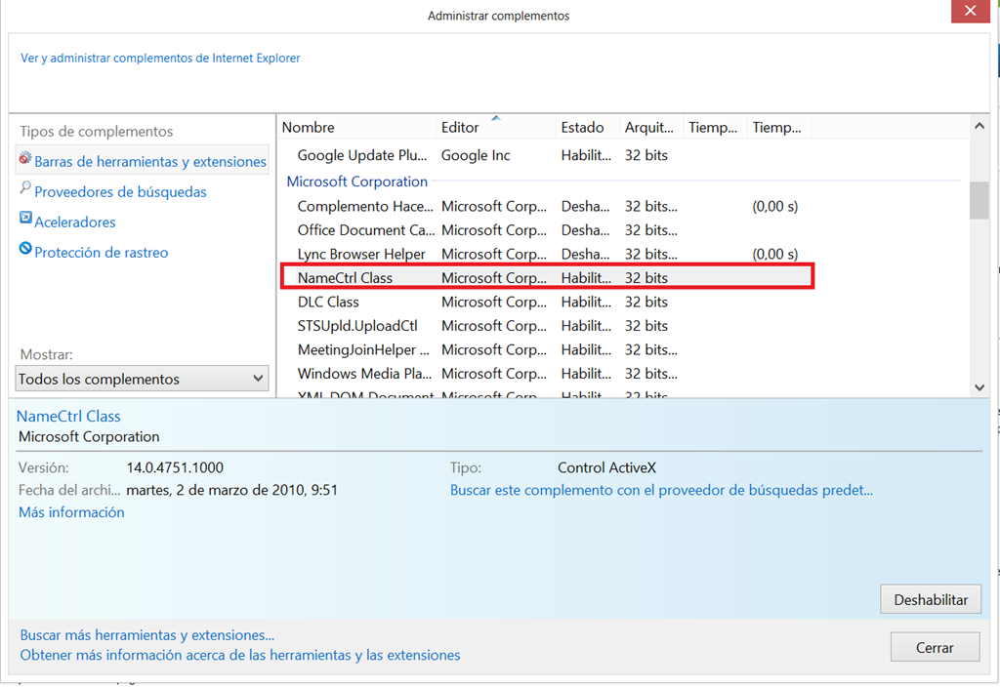 Administrar complementos
Ver y administrar complementos de Internet Explorer
Tipos de complementos
Barras de herramientas y extensiones
Proveedores de búsquedas
Aceleradores
Protección de rastreo
Mostrar:
Todos los complementos
Nombre Editor Estado Arquit... Tiemp... Tiemp...
Google Update Plu... Google Inc Habilit... 32 bits
Microsoft Corporation
Complemento Hace... Microsoft Corp... Desha... 32 bits... (0,00 s)
Office Document Ca... Microsoft Corp... Desha... 32 bits...
Lync Browser Helper Microsoft Corp... Desha... 32 bits... (0,00 s)
NameCtrl Class Microsoft Corp... Habilit... 32 bits
DLC Class Microsoft Corp... Habilit... 32 bits
STSUpld.UploadCtl Microsoft Corp... Habilit... 32 bits
MeetingJoinHelper ... Microsoft Corp... Habilit... 32 bits...
Windows Media Pla... Microsoft Corp... Habilit... 32 bits...
XML DOM Document Microsoft Corp... Habilit... 32 bits...
NameCtrl Class
Microsoft Corporation
Versión: 14.0.4751.1000 Tipo: Control ActiveX
Fecha del archi... martes, 2 de marzo de 2010, 9:51 Buscar este complemento con el proveedor de búsquedas predet...
Más información
Deshabilitar
Buscar más herramientas y extensiones...
Obtener más información acerca de las herramientas y las extensiones
Cerrar